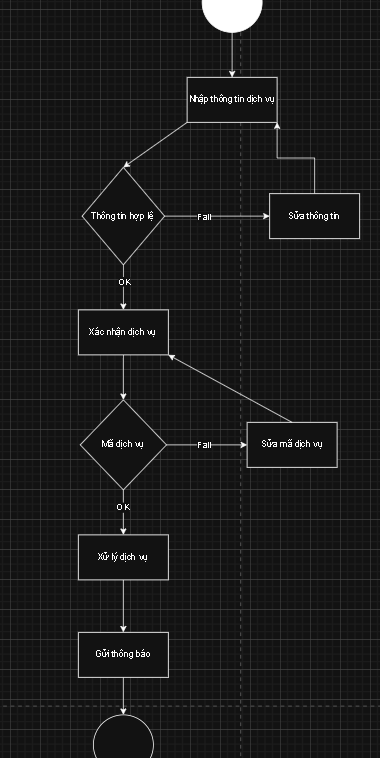 Nhập thông tin dịch vụ
Thông tin hợp lệ
Fail
Sửa thông tin
OK
Xác nhận dịch vụ
Mã dịch vụ
Fail
Sửa mã dịch vụ
OK
Xử lý dịch vụ
Gửi thông báo